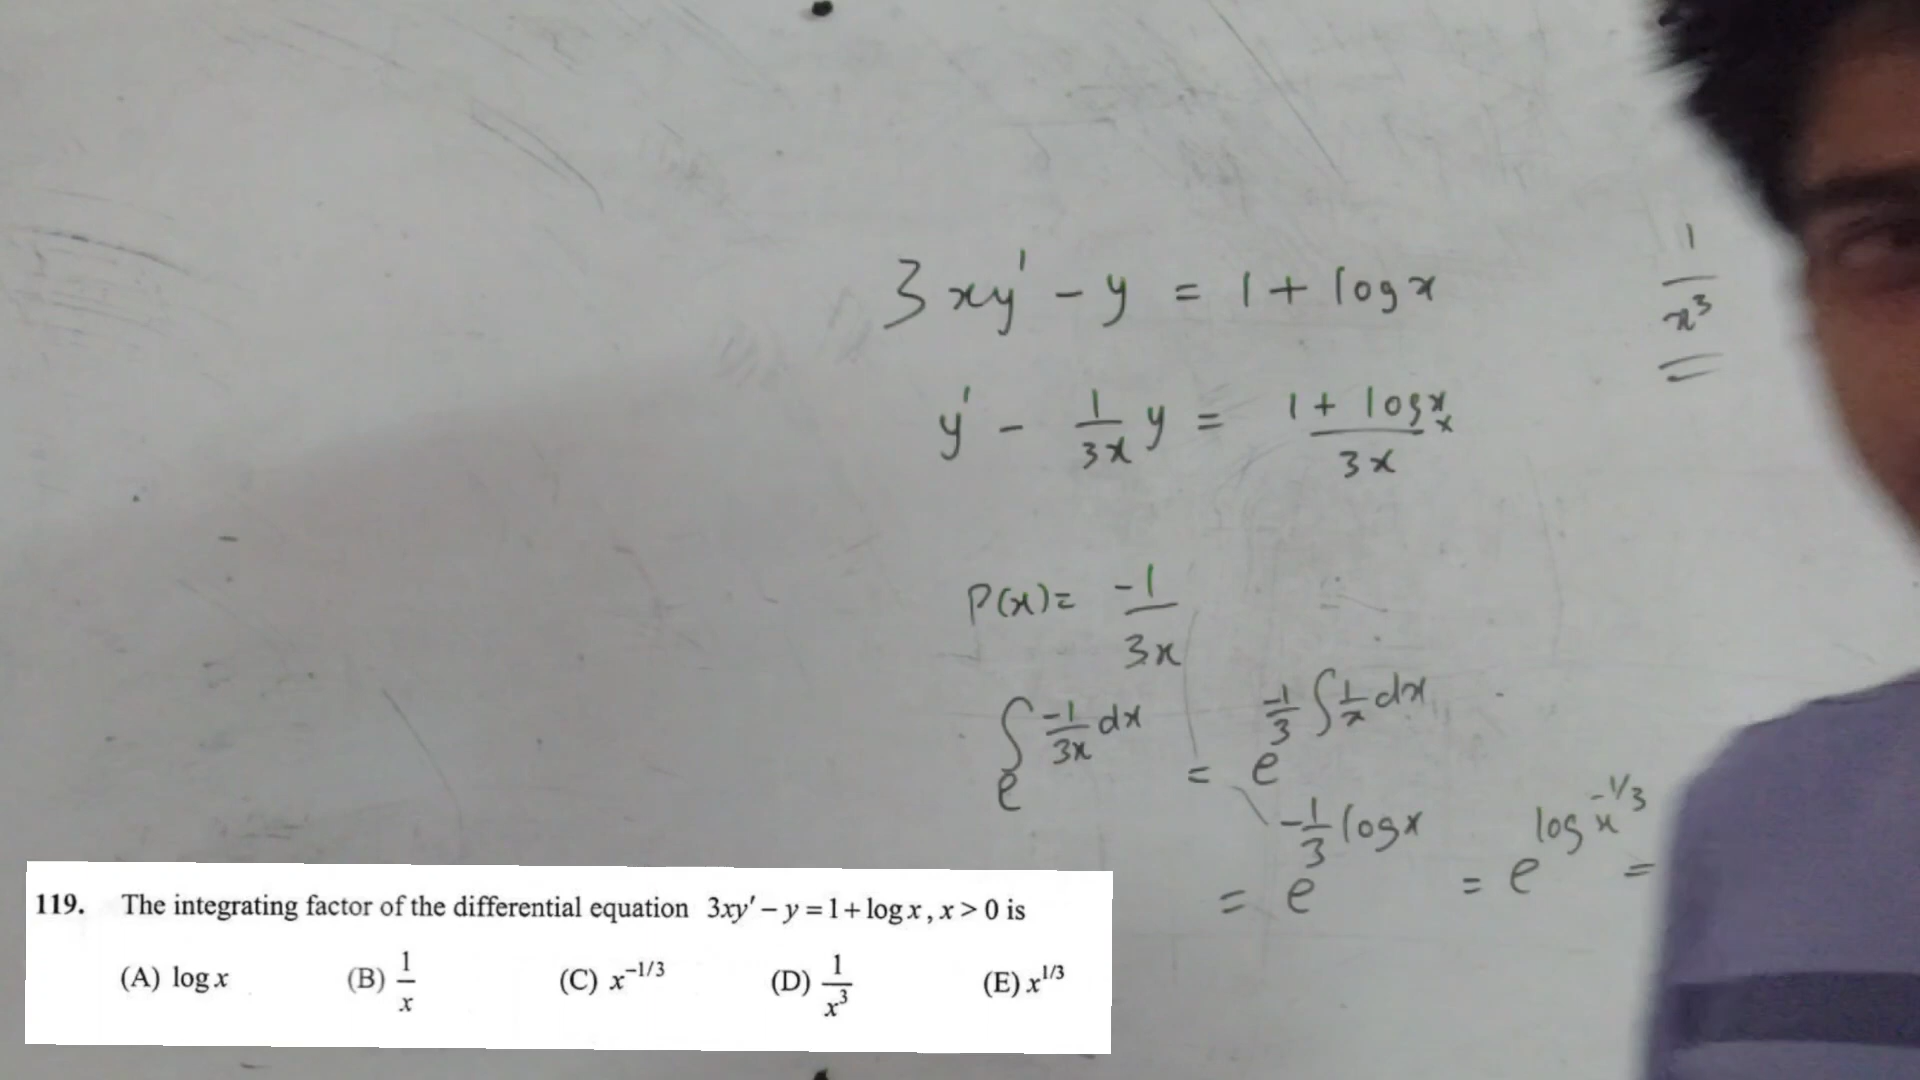 3xy' - y = 1 + log x
y' - 1/3x y = 1 + log x / 3x
1/x³
P(x) = -1/3x
e^∫ -1/3x dx = e^-1/3 ∫ 1/x dx
= e^-1/3 log x = e^log x^-1/3 =
119. The integrating factor of the differential equation 3xy′ – y = 1 + log x , x > 0 is
(A) log x (B) 1/x (C) x^–1/3 (D) 1/x³ (E) x^1/3